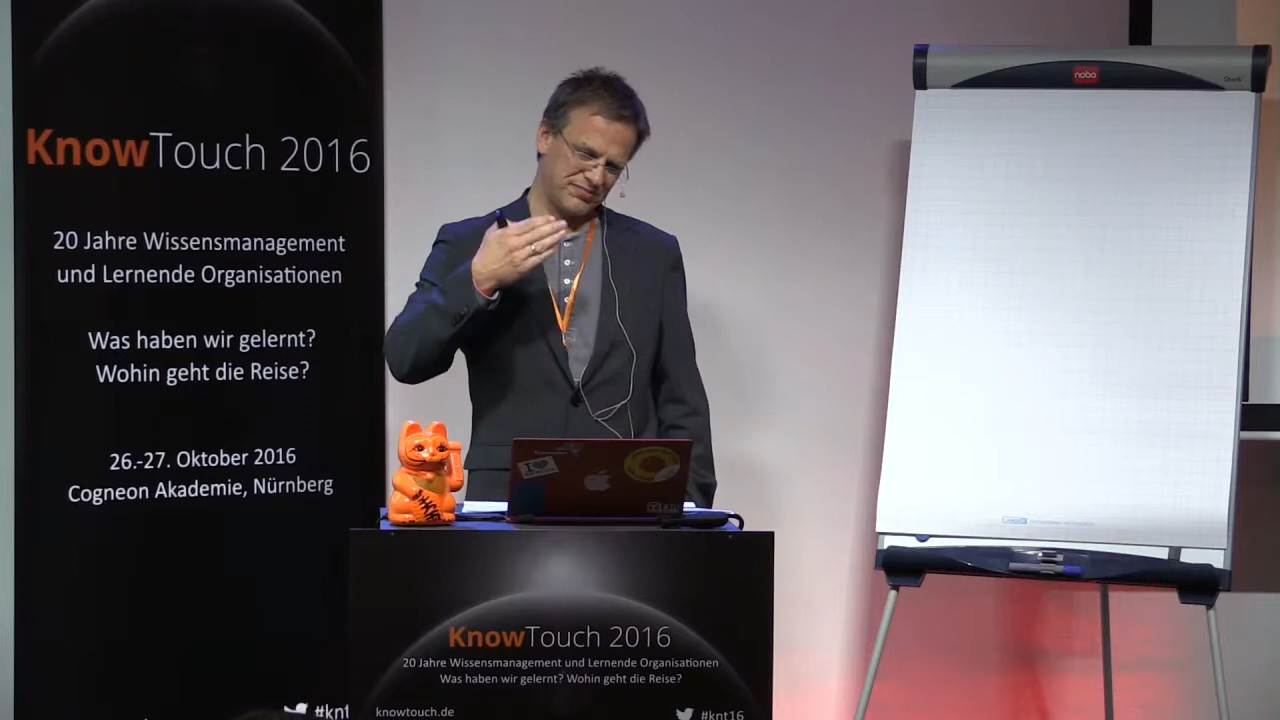 KnowTouch 2016
20 Jahre Wissensmanagement
und Lernende Organisationen
Was haben wir gelernt?
Wohin geht die Reise?
26.-27. Oktober 2016
Cogneon Akademie, Nürnberg
#knt
KnowTouch 2016
20 Jahre Wissensmanagement und Lernende Organisationen
Was haben wir gelernt? Wohin geht die Reise?
knowtouch.de
#knt16
nobo
Shark